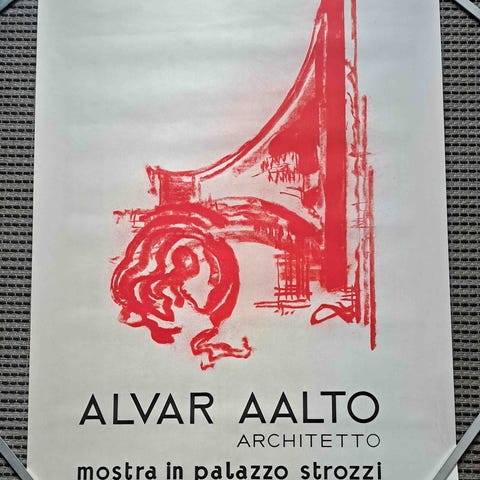 ALVAR AALTO
ARCHITETTO
mostra in palazzo strozzi